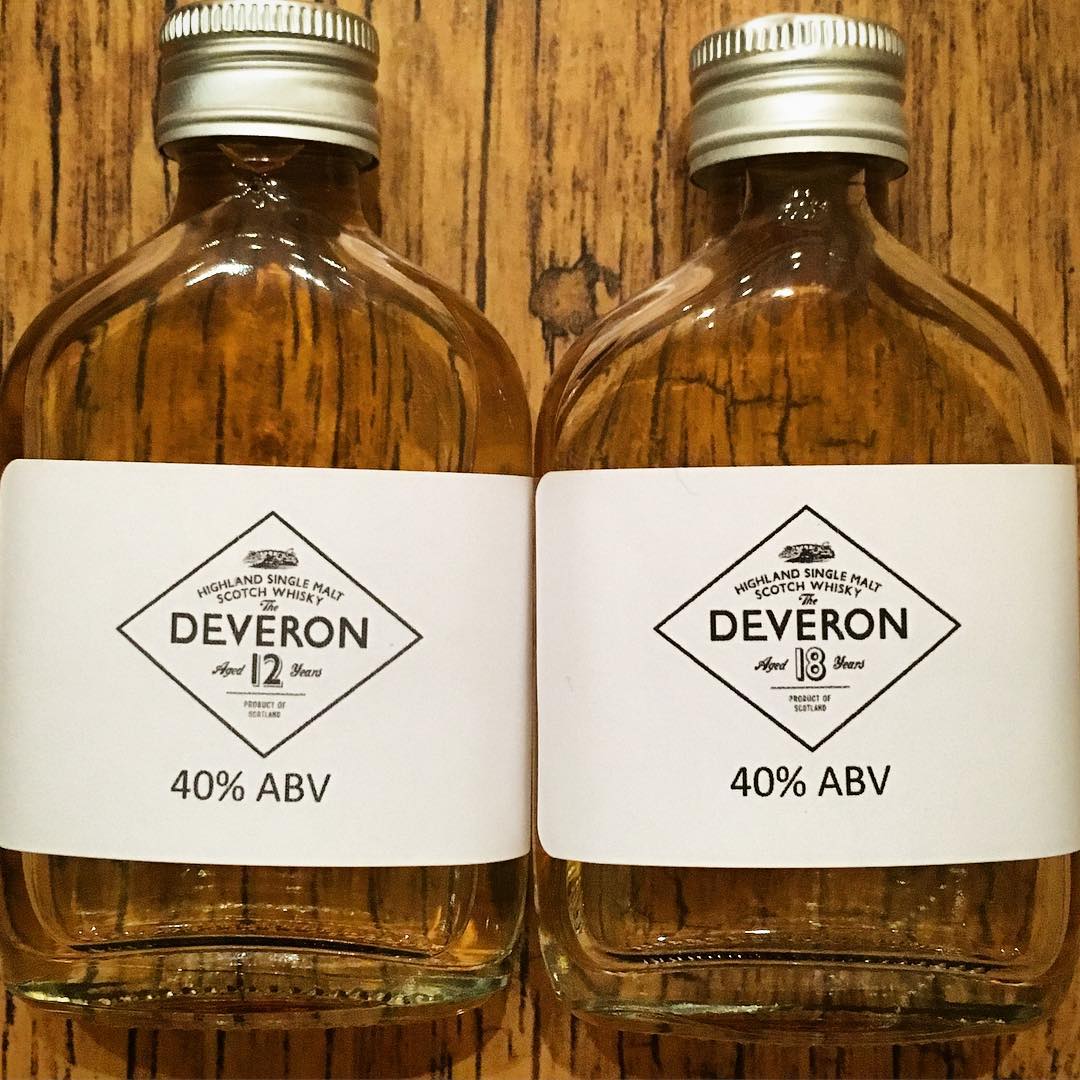 HIGHLAND SINGLE MALT
SCOTCH WHISKY
The
DEVERON
Aged 12 Years
PRODUCT OF
SCOTLAND
40% ABV
HIGHLAND SINGLE MALT
SCOTCH WHISKY
The
DEVERON
Aged 18 Years
PRODUCT OF
SCOTLAND
40% ABV